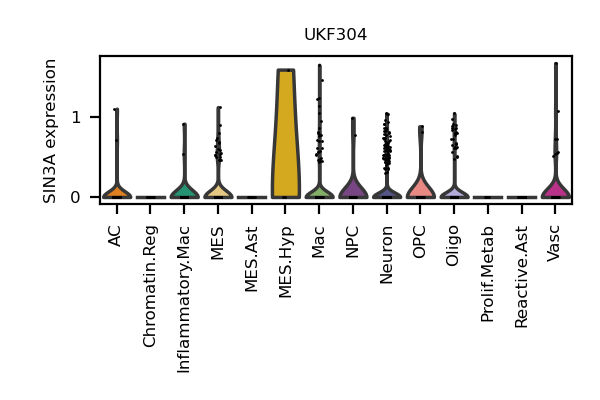 UKF304
SIN3A expression
1
0
AC
Chromatin.Reg
Inflammatory.Mac
MES
MES.Ast
MES.Hyp
Mac
NPC
Neuron
OPC
Oligo
Prolif.Metab
Reactive.Ast
Vasc